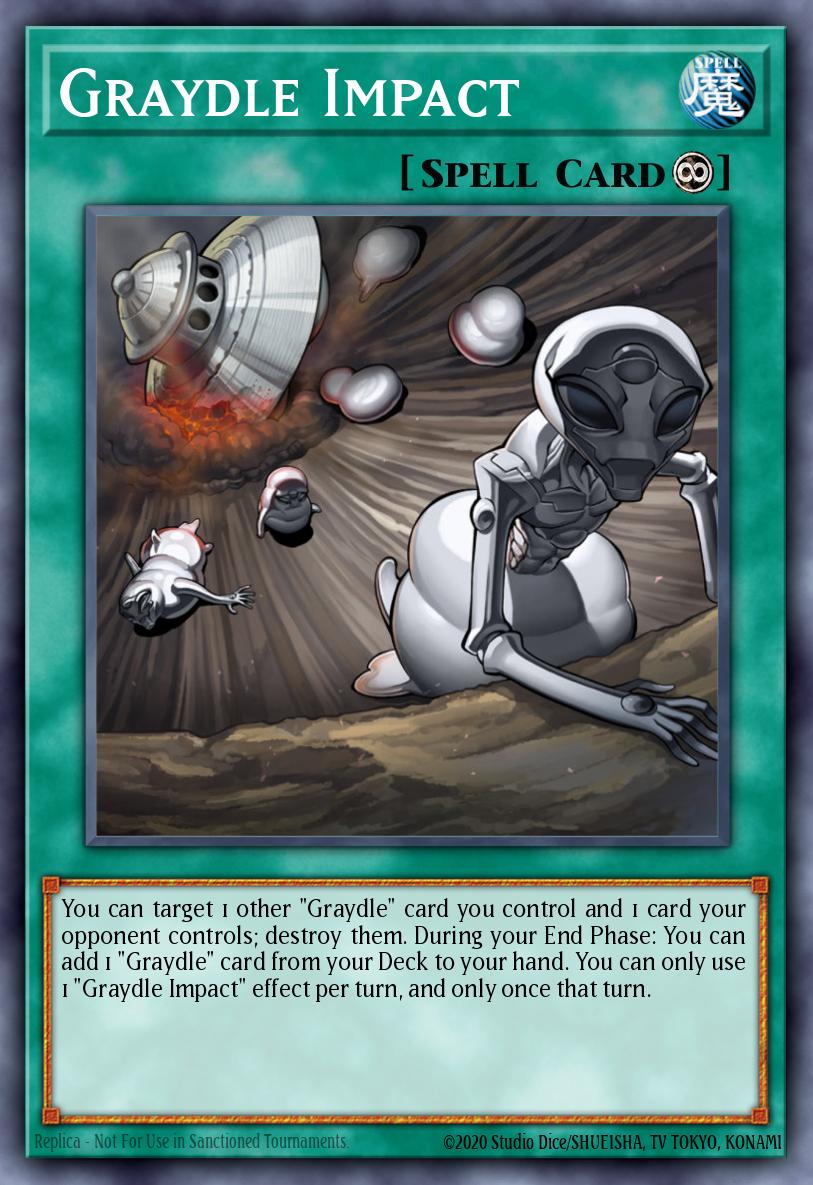 Graydle Impact
SPELL
魔
[Spell Card]
You can target 1 other "Graydle" card you control and 1 card your
opponent controls; destroy them. During your End Phase: You can
add 1 "Graydle" card from your Deck to your hand. You can only use
1 "Graydle Impact" effect per turn, and only once that turn.
Replica - Not For Use in Sanctioned Tournaments.
©2020 Studio Dice/SHUEISHA, TV TOKYO, KONAMI